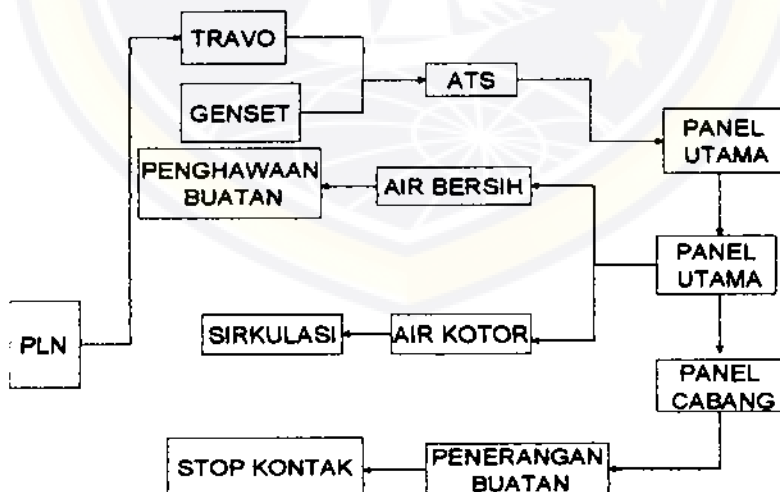 TRAVO
ATS
GENSET
PANEL
UTAMA
PENGHAWAAN
BUATAN
AIR BERSIH
PANEL
UTAMA
PLN
SIRKULASI
AIR KOTOR
PANEL
CABANG
STOP KONTAK
PENERANGAN
BUATAN